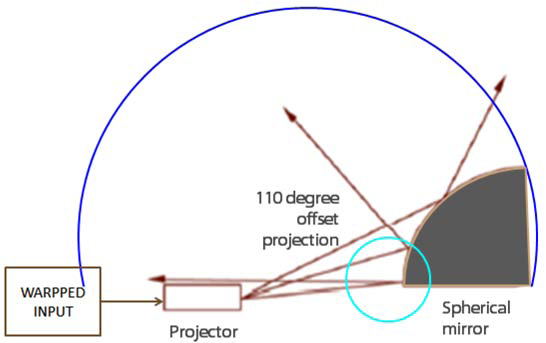 110 degree
offset
projection
WARPPED
INPUT
Projector
Spherical
mirror